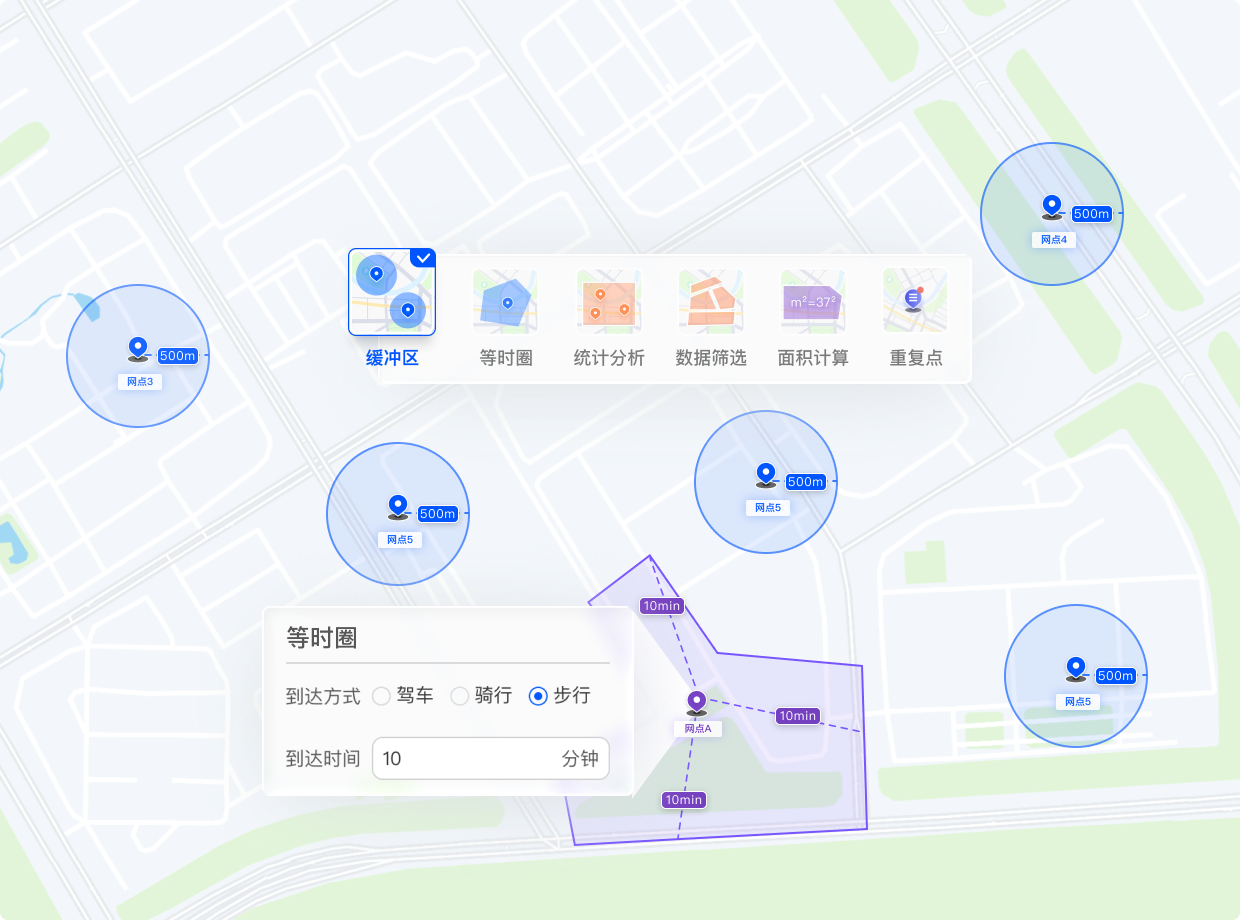 500m
网点4
m²=37²
缓冲区
等时圈
统计分析
数据筛选
面积计算
重复点
500m
网点3
500m
网点5
500m
网点5
10min
等时圈
到达方式 驾车 骑行 步行
到达时间 10 分钟
500m
网点5
10min
网点A
10min